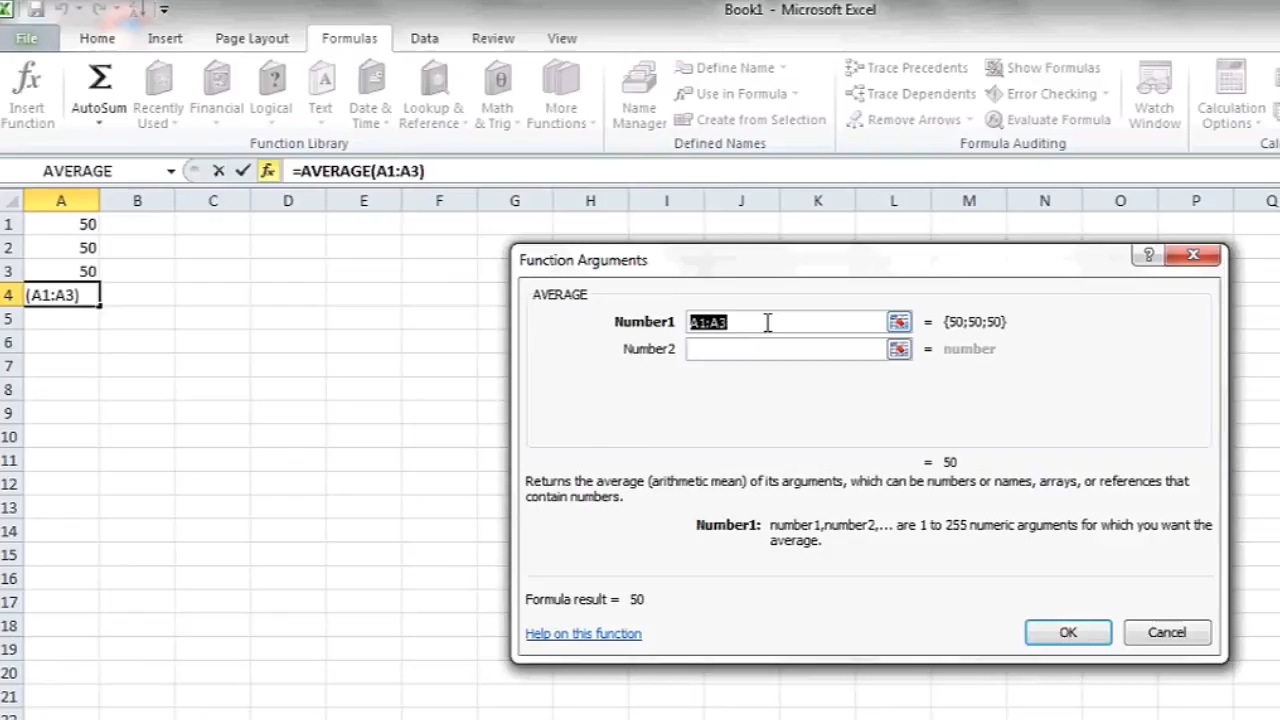 Book1 - Microsoft Excel
File Home Insert Page Layout Formulas Data Review View
fx Σ ? A θ
Insert Function AutoSum Recently Used Financial Logical Text Date & Time Lookup & Reference Math & Trig More Functions
Name Manager
Define Name
Use in Formula
Create from Selection
Trace Precedents
Trace Dependents
Remove Arrows
Show Formulas
Error Checking
Evaluate Formula
Watch Window
Calculation Options
Function Library Defined Names Formula Auditing
AVERAGE fx =AVERAGE(A1:A3)
A B C D E F G H I J K L M N O P Q
1 50
2 50
3 50
4 (A1:A3)
5
6
7
8
9
10
11
12
13
14
15
16
17
18
19
20
21
Function Arguments
AVERAGE
Number1 A1:A3 = {50;50;50}
Number2 = number
= 50
Returns the average (arithmetic mean) of its arguments, which can be numbers or names, arrays, or references that
contain numbers.
Number1: number1,number2,... are 1 to 255 numeric arguments for which you want the
average.
Formula result = 50
Help on this function
OK Cancel